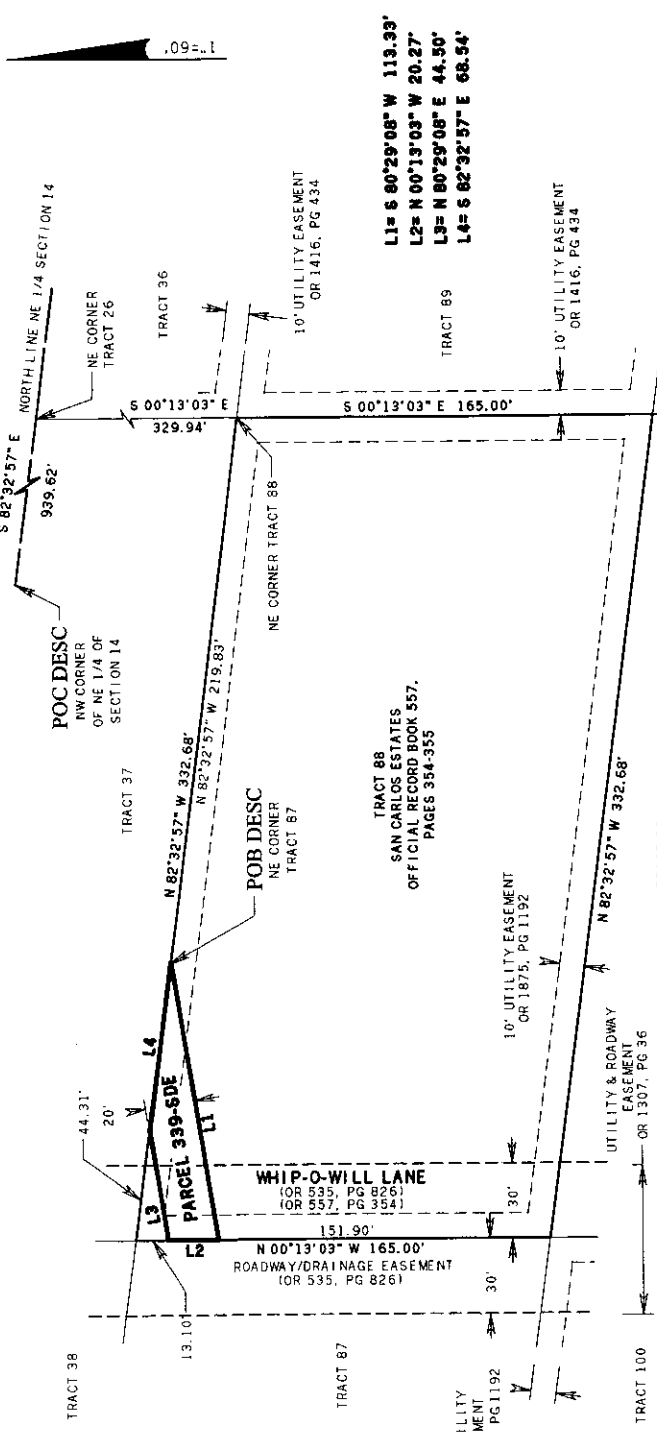 1"=60'
S 82°32'57" E
939.62'
NORTH LINE NE 1/4 SECTION 14
NE CORNER
TRACT 26
POC DESC
NW CORNER
OF NE 1/4 OF
SECTION 14
TRACT 36
S 00°13'03" E
329.94'
10' UTILITY EASEMENT
OR 1416, PG 434
L1= S 80°29'08" W 113.33'
L2= N 00°13'03" W 20.27'
L3= N 80°29'08" E 44.50'
L4= S 82°32'57" E 68.54'
TRACT 37
N 82°32'57" W 332.68'
N 82°32'57" W 219.83'
NE CORNER TRACT 88
S 00°13'03" E 165.00'
TRACT 89
10' UTILITY EASEMENT
OR 1416, PG 434
POB DESC
NE CORNER
TRACT 87
TRACT 88
SAN CARLOS ESTATES
OFFICIAL RECORD BOOK 557,
PAGES 354-355
44.31'
20'
L4
L3
PARCEL 339-SDE
L1
L2
13.10'
TRACT 38
WHIP-O-WILL LANE
(OR 535, PG 826)
(OR 557, PG 354)
30'
151.90'
N 00°13'03" W 165.00'
ROADWAY/DRAINAGE EASEMENT
(OR 535, PG 826)
30'
10' UTILITY EASEMENT
OR 1875, PG 1192
N 82°32'57" W 332.68'
UTILITY & ROADWAY
EASEMENT
OR 1307, PG 36
TRACT 87
ILITY
MENT
PG 1192
TRACT 100